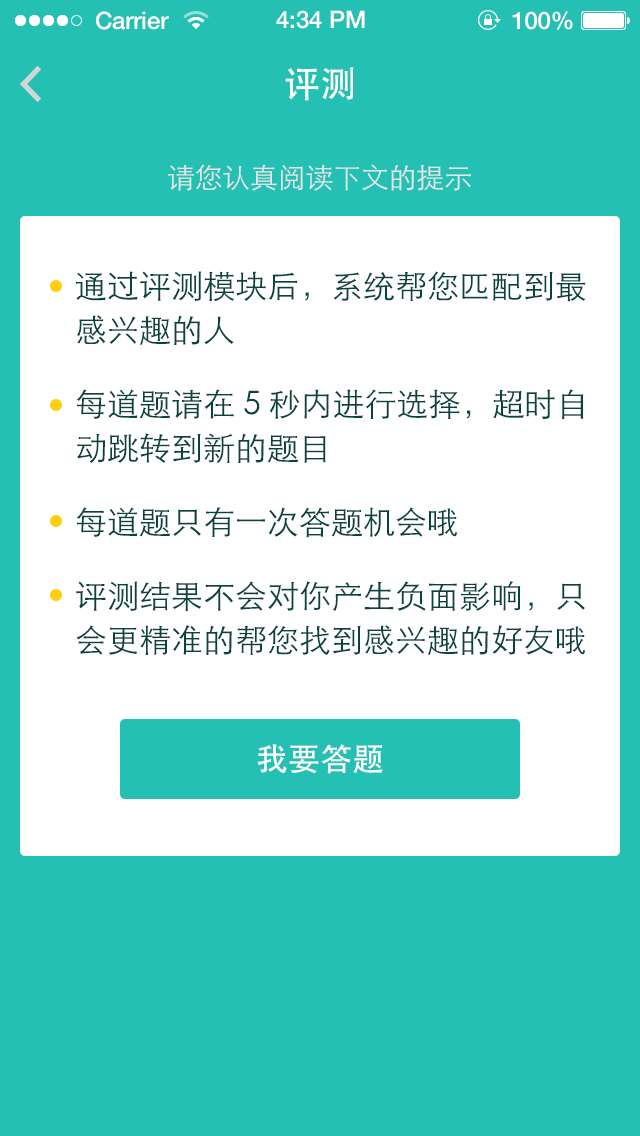 Carrier 4:34 PM 100%
评测
请您认真阅读下文的提示
通过评测模块后，系统帮您匹配到最
感兴趣的人
每道题请在 5 秒内进行选择，超时自
动跳转到新的题目
每道题只有一次答题机会哦
评测结果不会对你产生负面影响，只
会更精准的帮您找到感兴趣的好友哦
我要答题